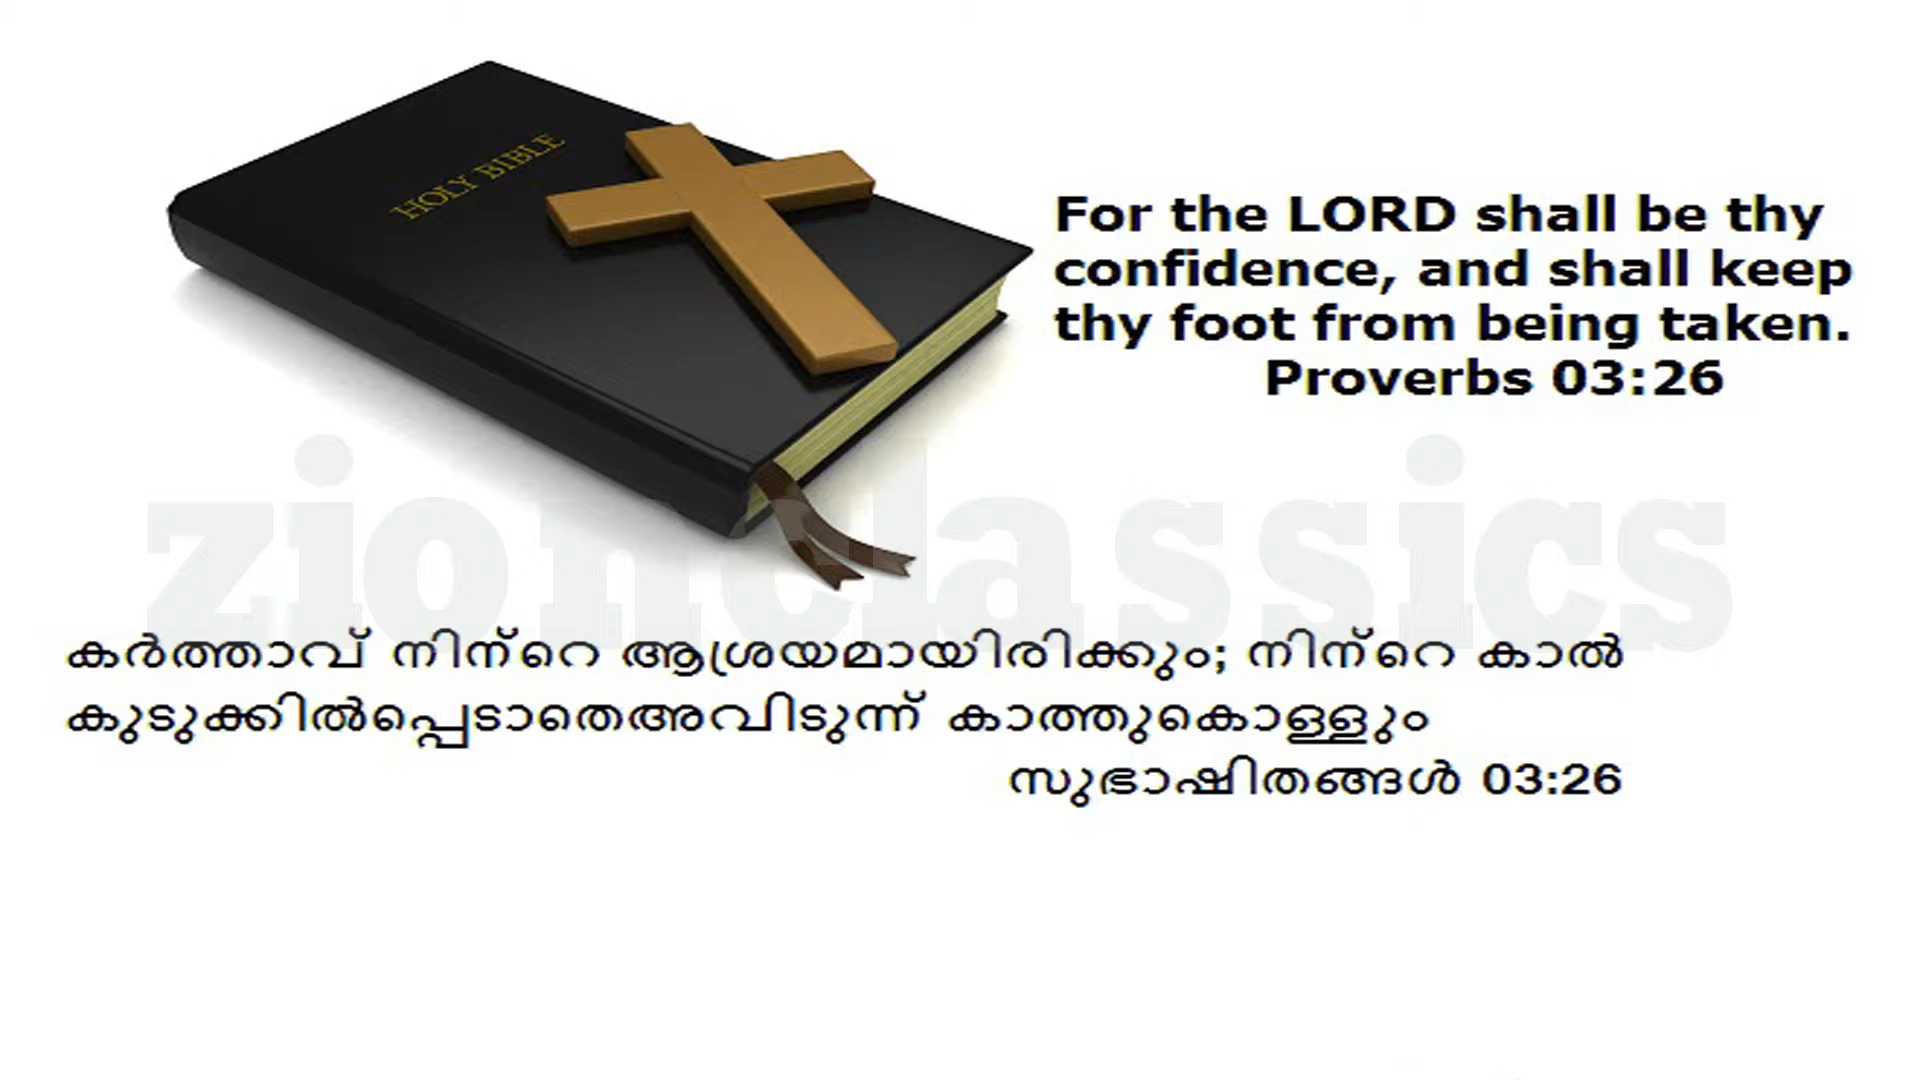 HOLY BIBLE
For the LORD shall be thy
confidence, and shall keep
thy foot from being taken.
Proverbs 03:26
zionclassics
കർത്താവ് നിന്റെ ആശ്രയമായിരിക്കും; നിന്റെ കാൽ
കുടുക്കിൽപ്പെടാതെഅവിടുന്ന് കാത്തുകൊള്ളും
സുഭാഷിതങ്ങൾ 03:26